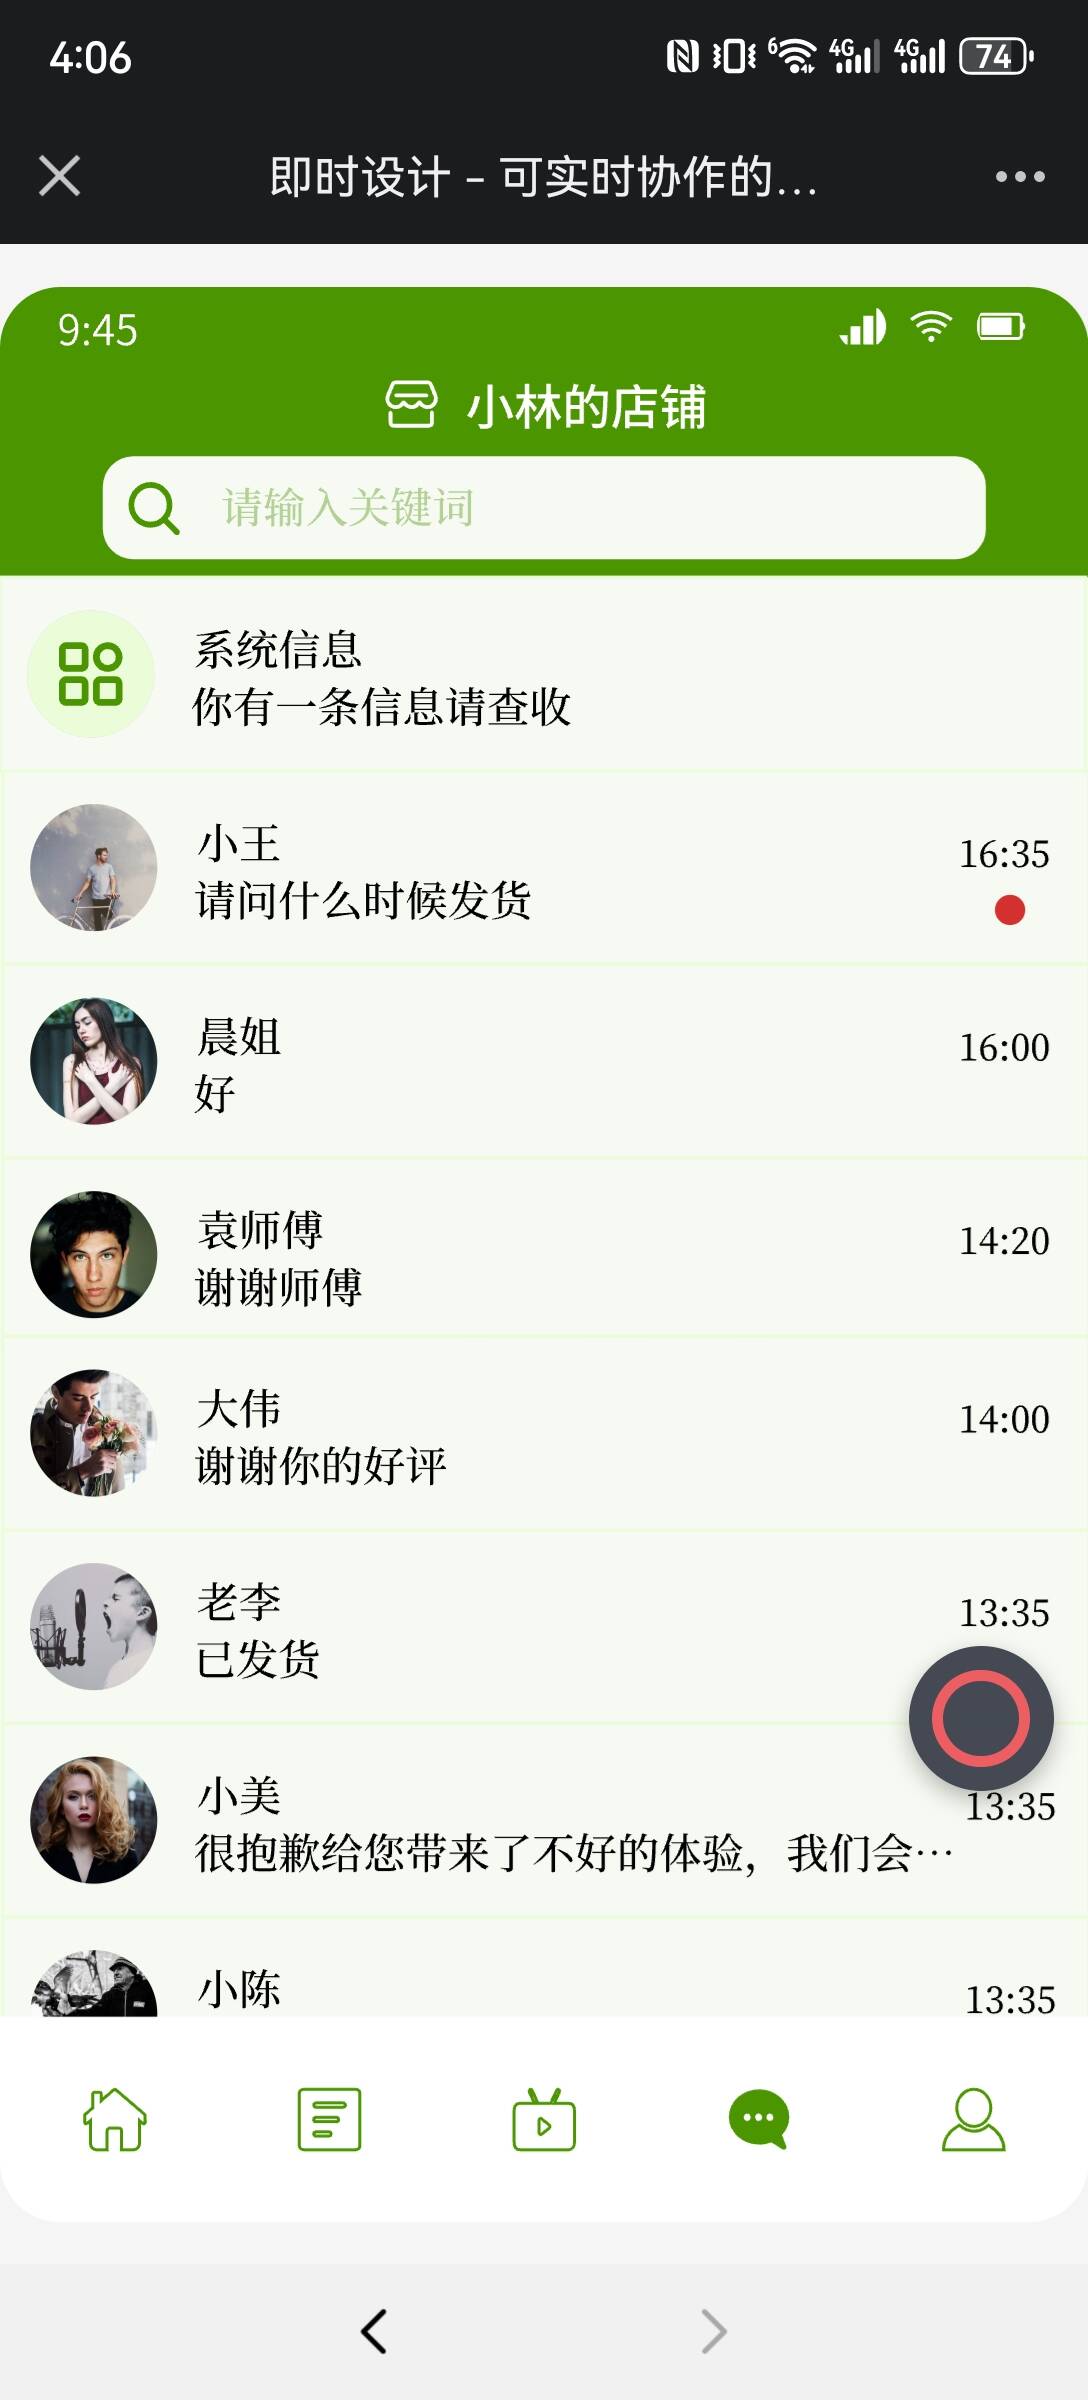 4:06
6 4G 4G 74
即时设计 – 可实时协作的...
9:45
小林的店铺
请输入关键词
系统信息
你有一条信息请查收
小王
16:35
请问什么时候发货
晨姐
16:00
好
袁师傅
14:20
谢谢师傅
大伟
14:00
谢谢你的好评
老李
13:35
已发货
小美
13:35
很抱歉给您带来了不好的体验，我们会…
小陈
13:35